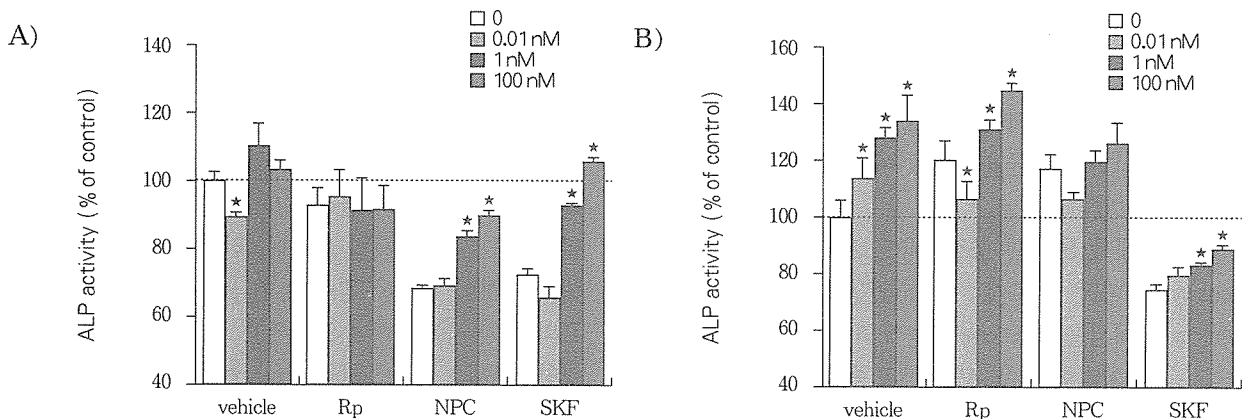 A)
0
0.01 nM
1 nM
100 nM
ALP activity (% of control)
140
120
100
80
60
40
vehicle Rp NPC SKF
B)
0
0.01 nM
1 nM
100 nM
ALP activity (% of control)
160
140
120
100
80
60
40
vehicle Rp NPC SKF